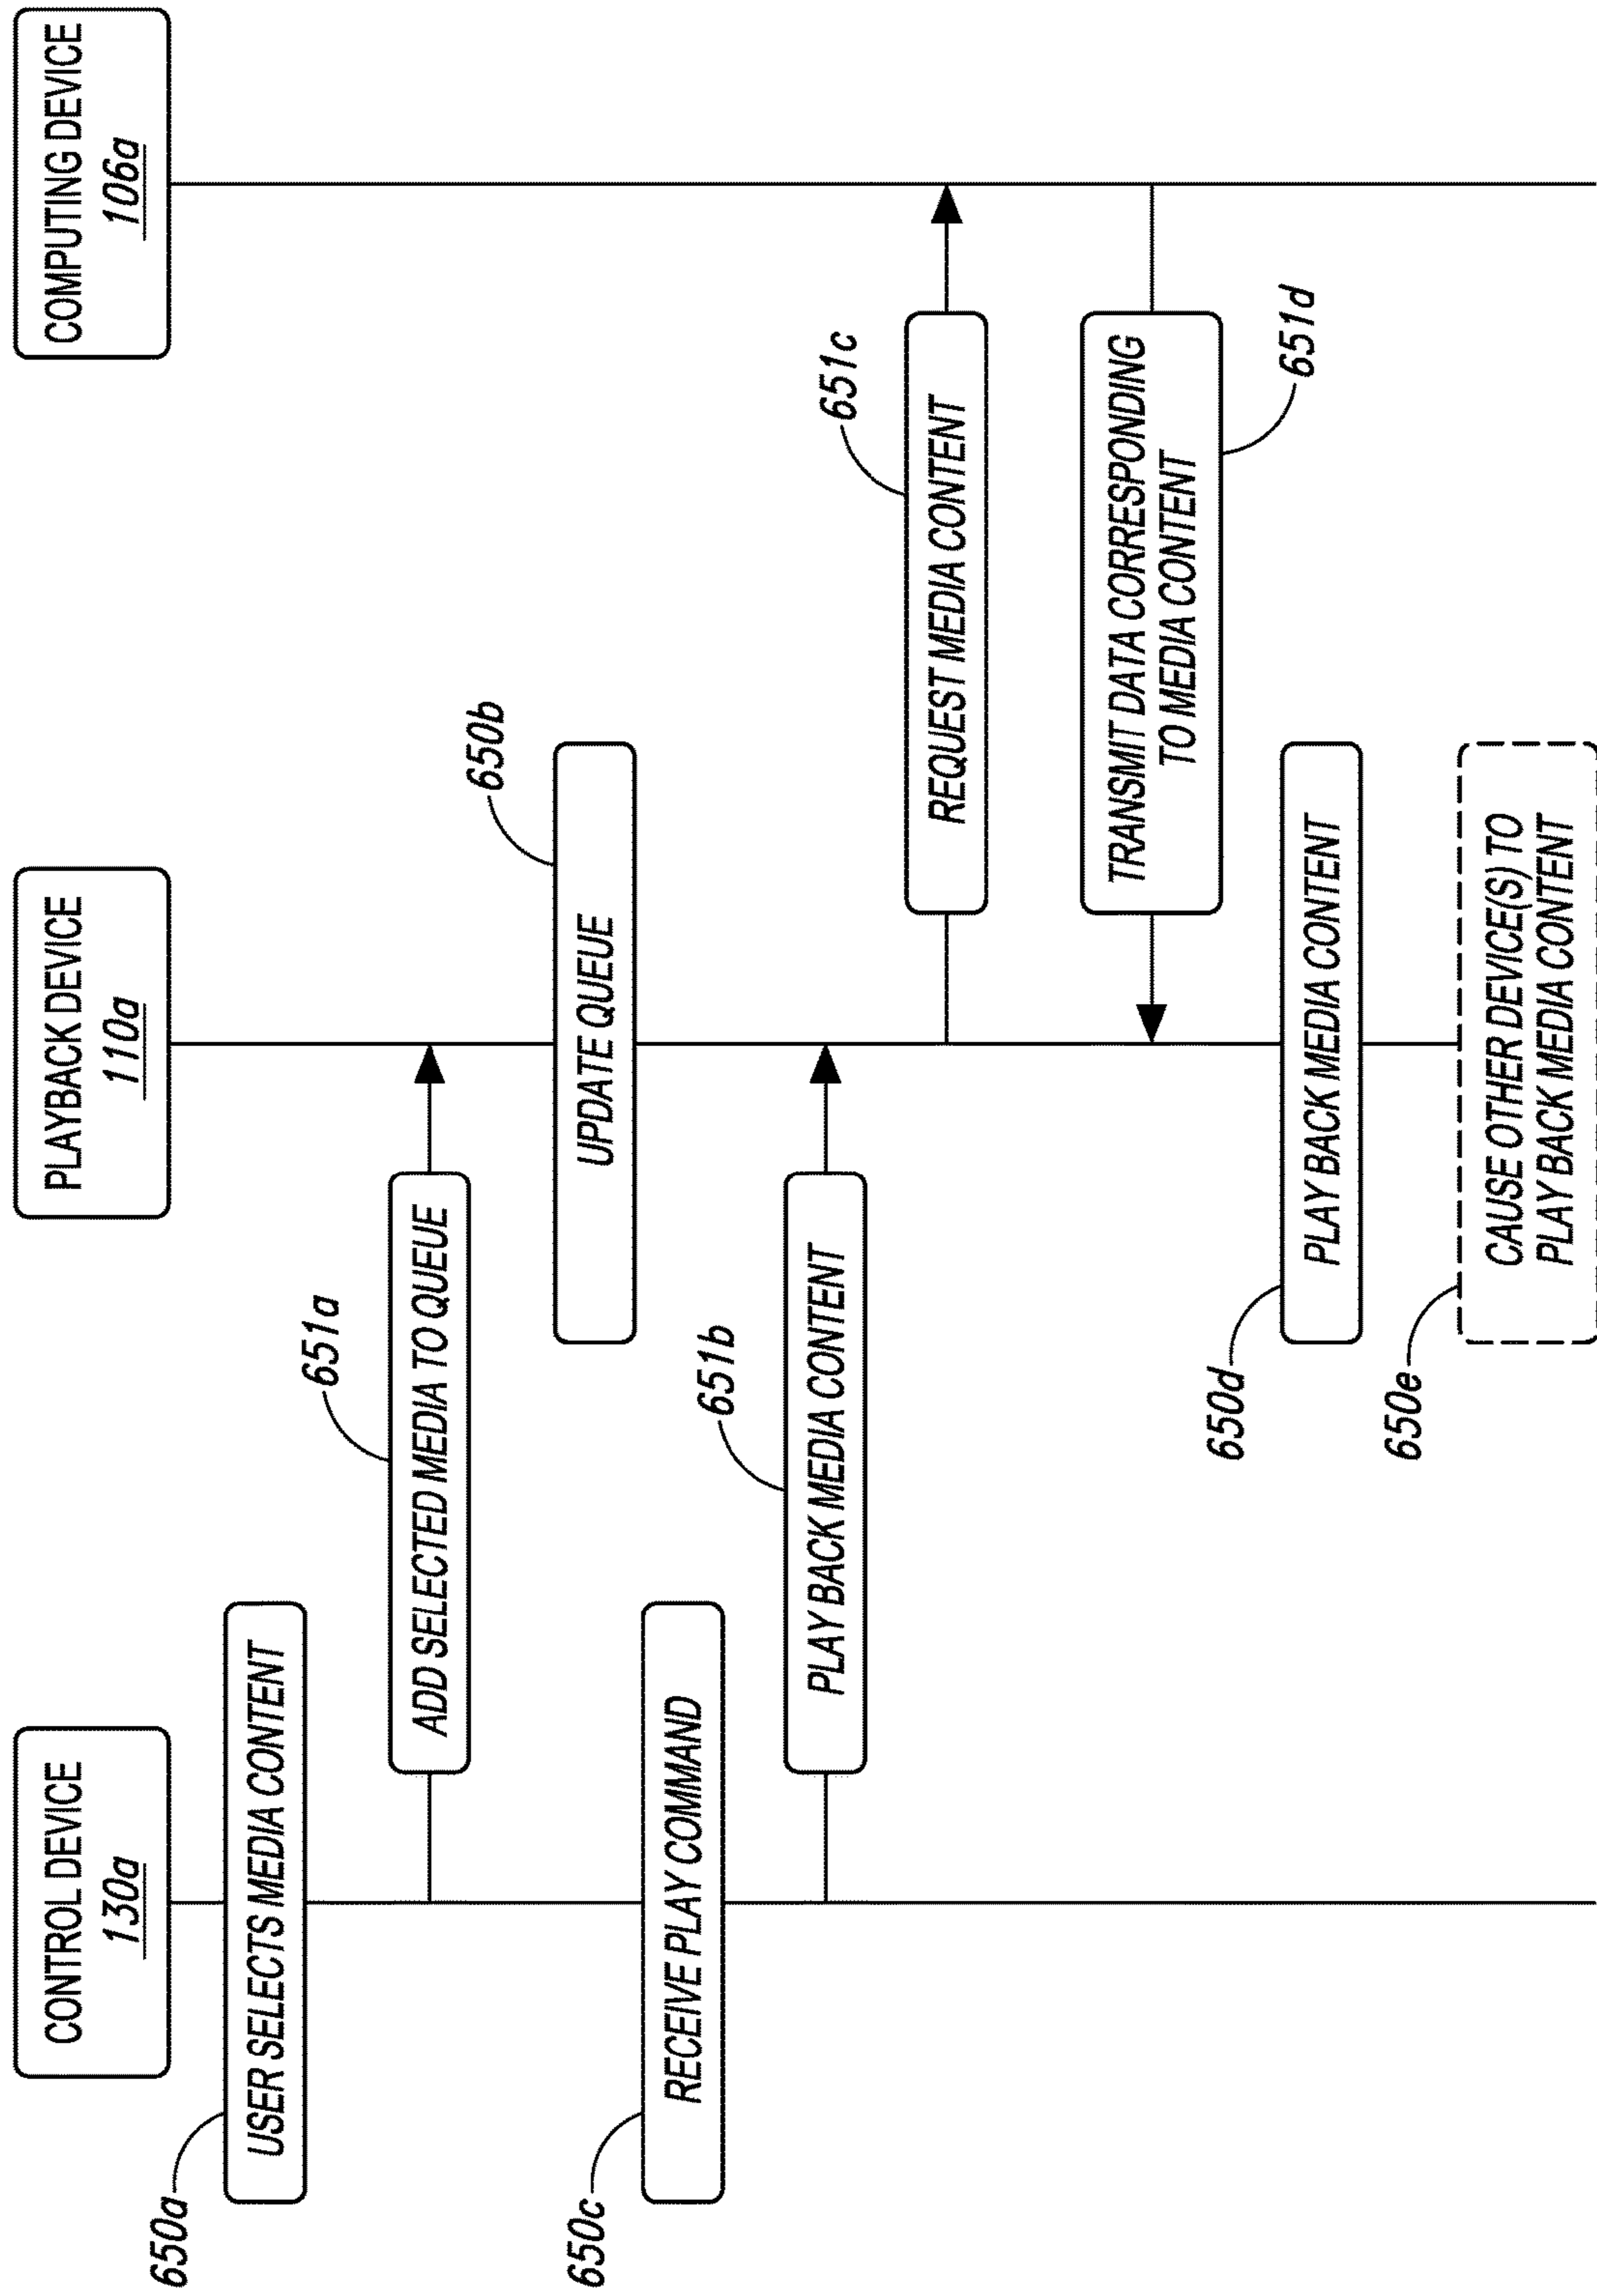 CONTROL DEVICE
130a
PLAYBACK DEVICE
110a
COMPUTING DEVICE
106a
650a
USER SELECTS MEDIA CONTENT
651a
ADD SELECTED MEDIA TO QUEUE
650b
UPDATE QUEUE
650c
RECEIVE PLAY COMMAND
651b
PLAY BACK MEDIA CONTENT
651c
REQUEST MEDIA CONTENT
TRANSMIT DATA CORRESPONDING
TO MEDIA CONTENT
651d
650d
PLAY BACK MEDIA CONTENT
650e
CAUSE OTHER DEVICE(S) TO
PLAY BACK MEDIA CONTENT